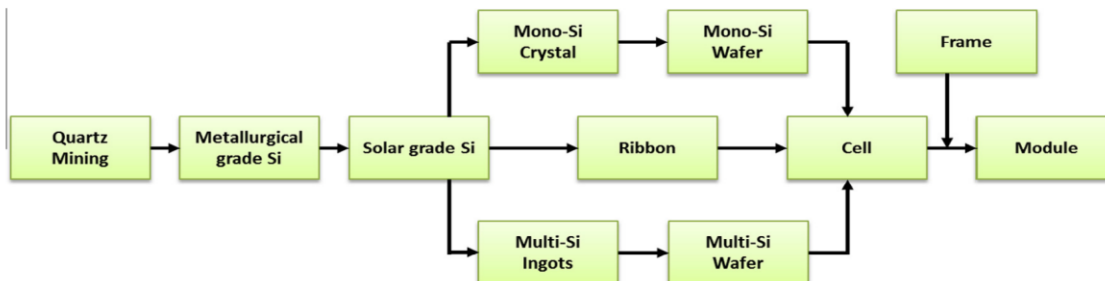 Mono-Si
Crystal
Mono-Si
Wafer
Frame
Quartz
Mining
Metallurgical
grade Si
Solar grade Si
Ribbon
Cell
Module
Multi-Si
Ingots
Multi-Si
Wafer